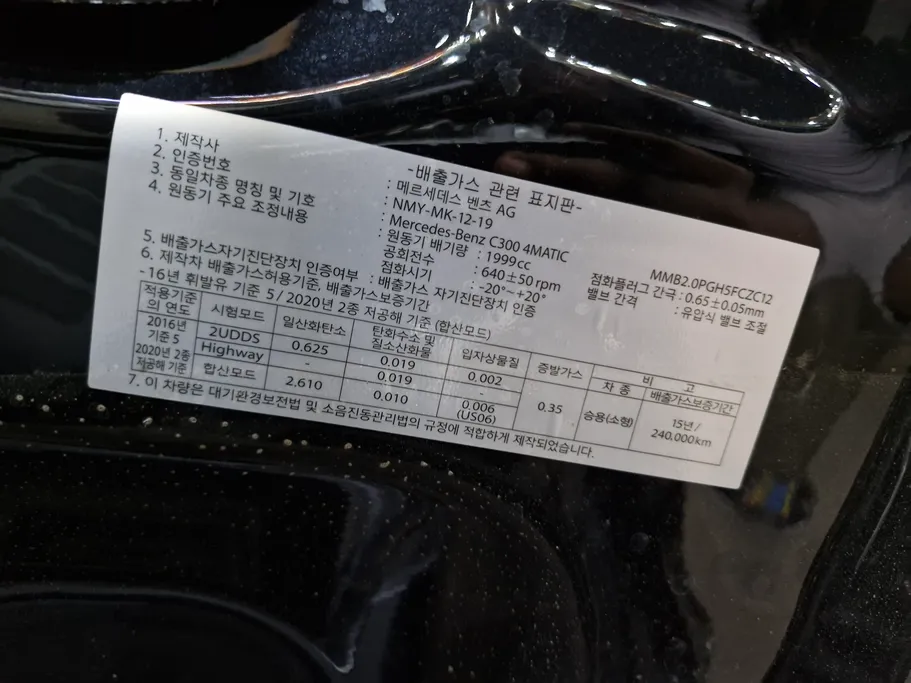 -배출가스 관련 표지판-
1. 제작사 : 메르세데스 벤츠 AG
2. 인증번호 : NMY-MK-12-19
3. 동일차종 명칭 및 기호 : Mercedes-Benz C300 4MATIC MMB2.0PGH5FCZC12
4. 원동기 주요 조정내용 : 원동기 배기량 : 1999cc 점화플러그 간극 : 0.65±0.05mm
공회전수 : 640±50 rpm 밸브 간격 : 유압식 밸브 조절
점화시기 : -20°~+20°
5. 배출가스자기진단장치 인증여부 : 배출가스 자기진단장치 인증
6. 제작차 배출가스허용기준, 배출가스보증기간
-16년 휘발유 기준 5 / 2020년 2종 저공해 기준 (합산모드)
적용기준의 연도 시험모드 일산화탄소 탄화수소 및 질소산화물 입자상물질 증발가스 비 고
차 종 배출가스보증기간
2016년 기준 5 2UDDS 0.625 0.019 0.002 0.35 승용(소형) 15년 / 240,000km
Highway 0.019 -
2020년 2종 저공해 기준 합산모드 2.610 0.010 0.006 (US06)
7. 이 차량은 대기환경보전법 및 소음진동관리법의 규정에 적합하게 제작되었습니다.